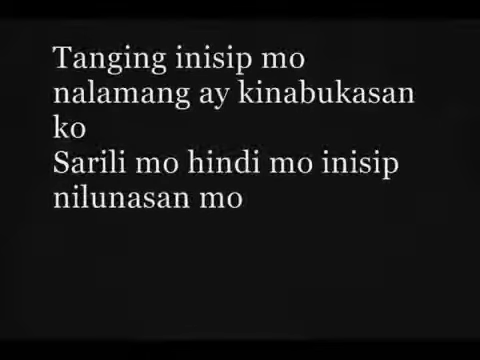 Tanging inisip mo
nalamang ay kinabukasan
ko
Sarili mo hindi mo inisip
nilunasan mo